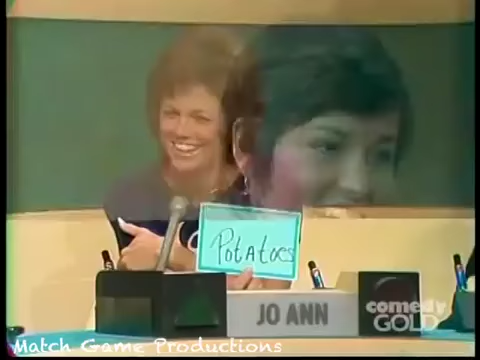 Potatoes
JO ANN
comedy
GOLD
Match Game Productions